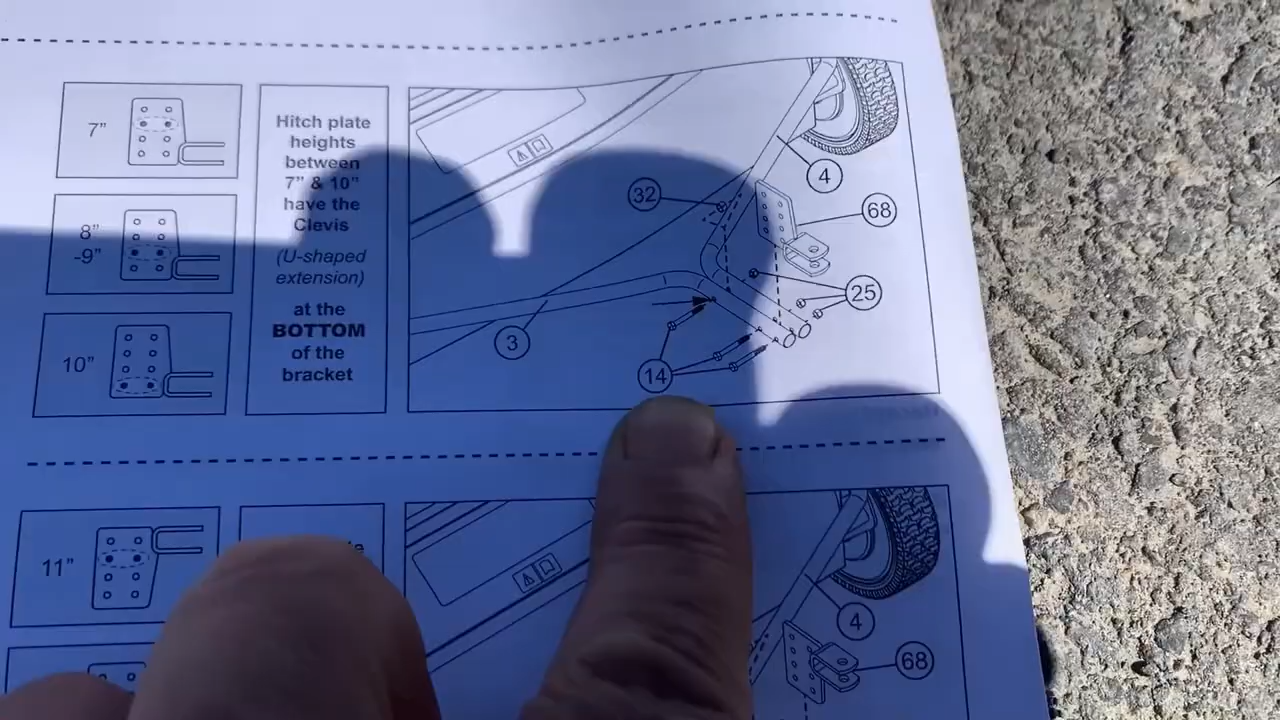 7”
8”
-9”
10”
Hitch plate
heights
between
7” & 10”
have the
Clevis
(U-shaped
extension)
at the
BOTTOM
of the
bracket
32
4
68
25
3
14
11”
4
68